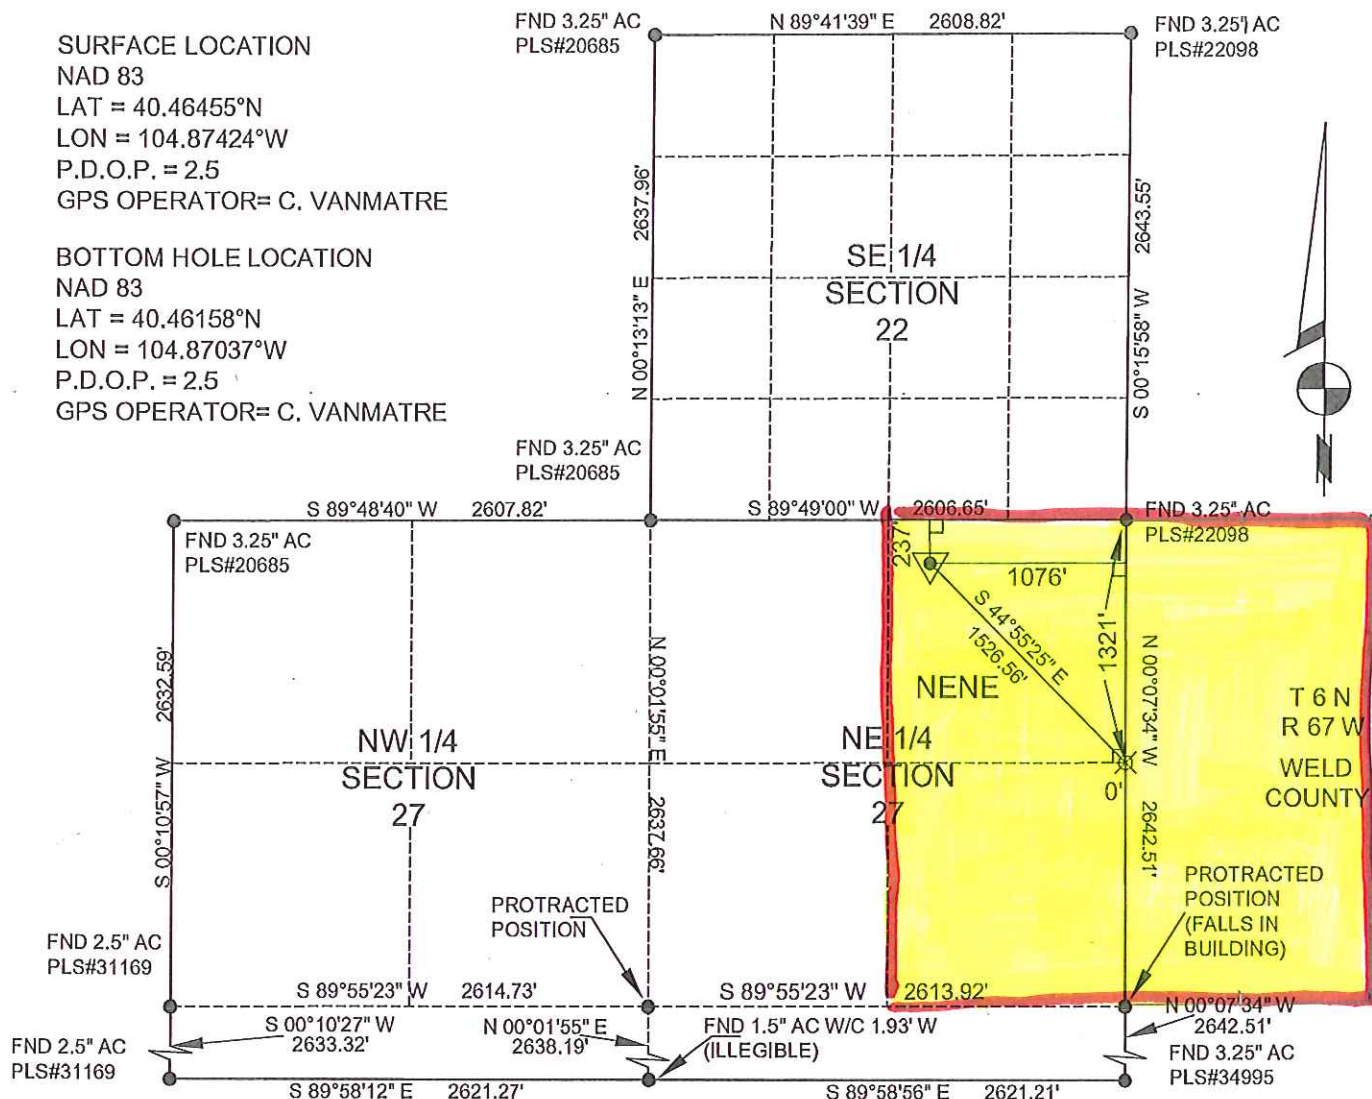 SURFACE LOCATION
NAD 83
LAT = 40.46455°N
LON = 104.87424°W
P.D.O.P. = 2.5
GPS OPERATOR= C. VANMATRE
BOTTOM HOLE LOCATION
NAD 83
LAT = 40.46158°N
LON = 104.87037°W
P.D.O.P. = 2.5
GPS OPERATOR= C. VANMATRE
FND 3.25" AC
PLS#20685
N 89°41'39" E 2608.82'
FND 3.25" AC
PLS#22098
N 00°13'13" E 2637.96'
S 00°15'58" W 2643.55'
SE 1/4
SECTION
22
N
FND 3.25" AC
PLS#20685
S 89°48'40" W 2607.82'
S 89°49'00" W 2606.65'
FND 3.25" AC
PLS#22098
FND 3.25" AC
PLS#20685
237'
1076'
S 44°55'25" E
1526.56'
1321'
NENE
N 00°07'34" W 2642.51'
0'
T 6 N
R 67 W
WELD
COUNTY
S 00°10'57" W 2632.59'
NW 1/4
SECTION
27
N 00°01'55" E 2637.66'
NE 1/4
SECTION
27
PROTRACTED
POSITION
PROTRACTED
POSITION
(FALLS IN
BUILDING)
FND 2.5" AC
PLS#31169
S 89°55'23" W 2614.73'
S 89°55'23" W 2613.92'
S 00°10'27" W
2633.32'
N 00°01'55" E
2638.19'
FND 1.5" AC W/C 1.93' W
(ILLEGIBLE)
N 00°07'34" W
2642.51'
FND 2.5" AC
PLS#31169
FND 3.25" AC
PLS#34995
S 89°58'12" E 2621.27'
S 89°58'56" E 2621.21'